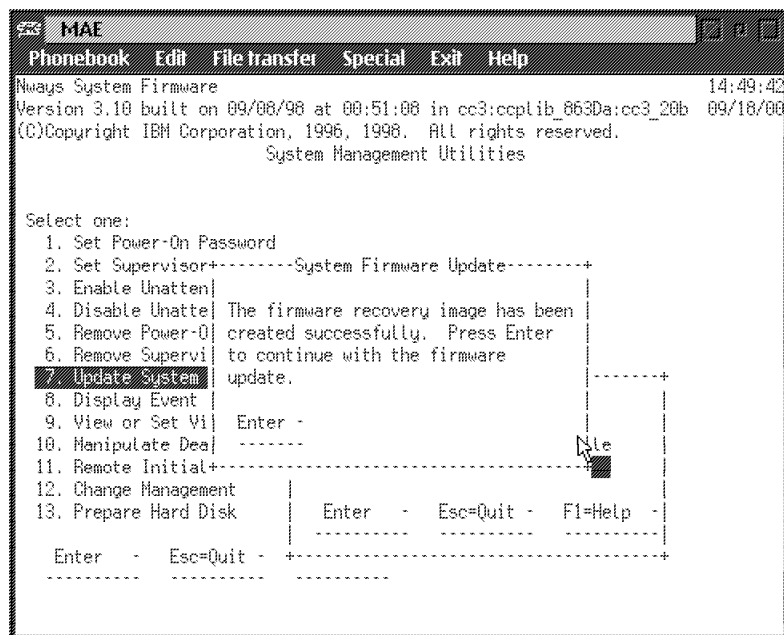 MAE
Phonebook Edit File transfer Special Exit Help
Nways System Firmware 14:49:42
Version 3.10 built on 09/08/98 at 00:51:08 in cc3:ccplib_863Da:cc3_20b 09/18/00
(C)Copyright IBM Corporation, 1996, 1998. All rights reserved.
System Management Utilities
Select one:
1. Set Power-On Password
2. Set Supervisor+--------System Firmware Update--------+
3. Enable Unatten|
4. Disable Unatte| The firmware recovery image has been
5. Remove Power-O| created successfully. Press Enter
6. Remove Supervi| to continue with the firmware
7. Update System | update.
8. Display Event |
9. View or Set Vi| Enter -
10. Manipulate Dea| ------- le
11. Remote Initial+
12. Change Management
13. Prepare Hard Disk | Enter - Esc=Quit - F1=Help -|
Enter - Esc=Quit -